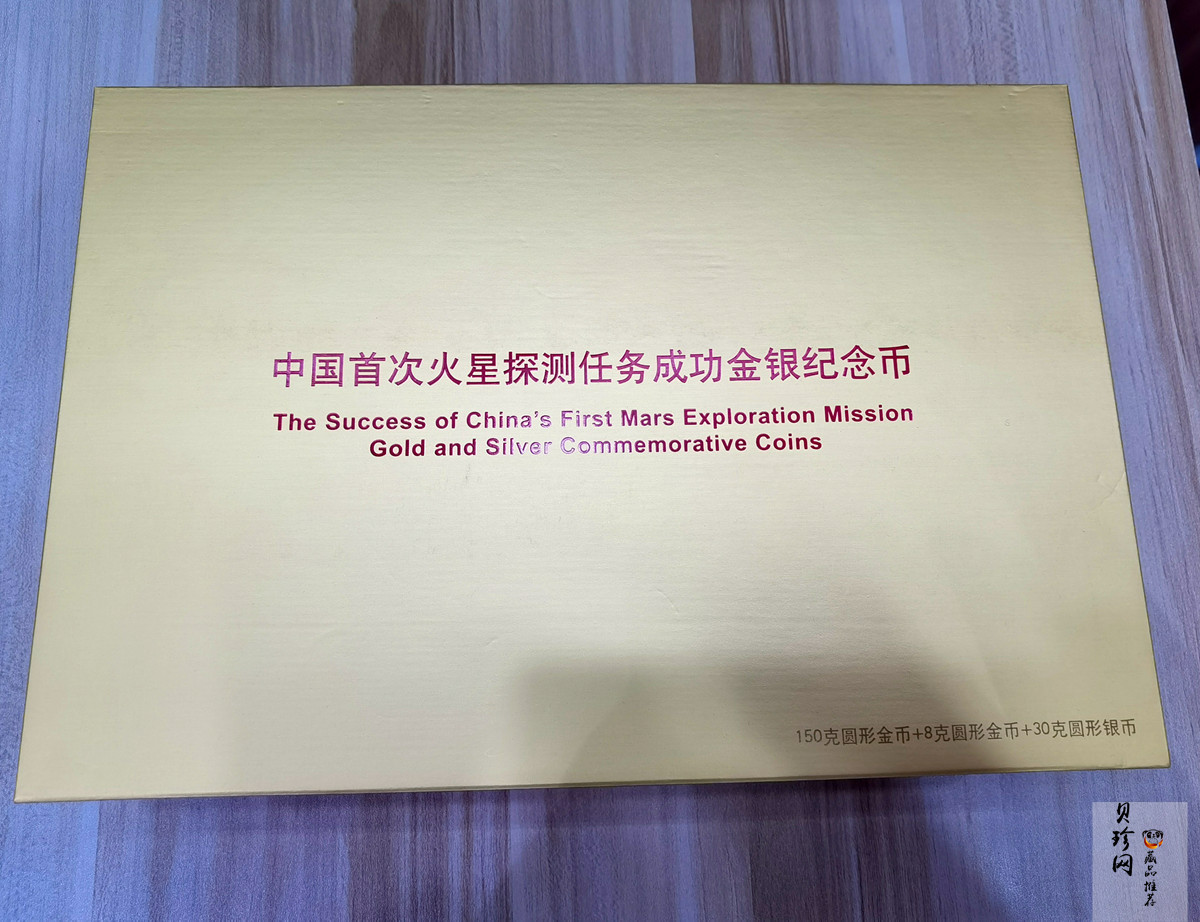 中国首次火星探测任务成功金银纪念币
The Success of China's First Mars Exploration Mission
Gold and Silver Commemorative Coins
150克圆形金币+8克圆形金币+30克圆形银币
贝珍网
藏品推荐